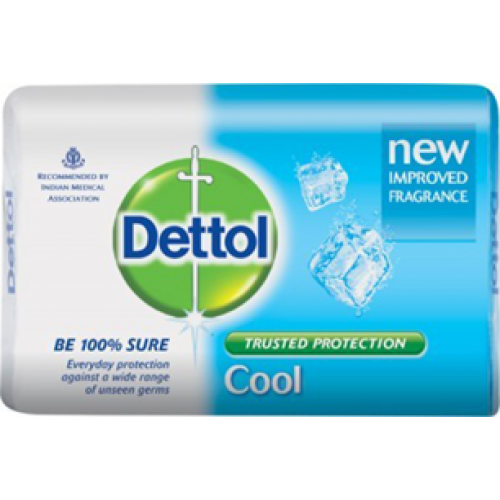 RECOMMENDED BY
INDIAN MEDICAL
ASSOCIATION
Dettol
BE 100% SURE
Everyday protection
against a wide range
of unseen germs
new
IMPROVED
FRAGRANCE
TRUSTED PROTECTION
Cool